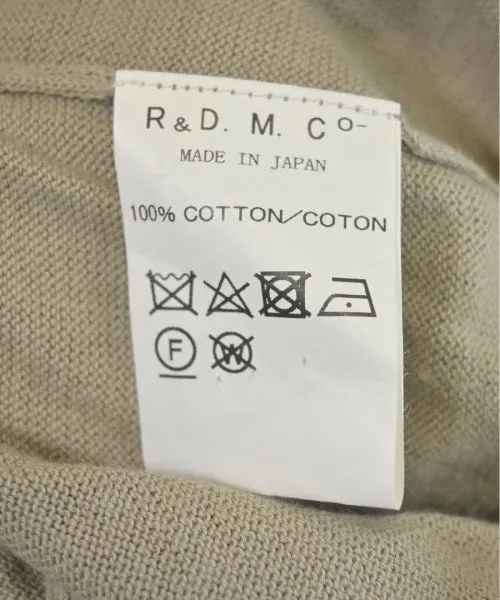 R & D. M. Co-
MADE IN JAPAN
100% COTTON/COTON
F W